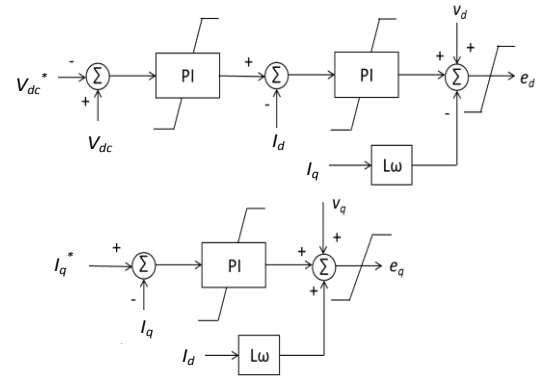 v_d
- + + +
V_dc* Σ PI Σ PI Σ e_d
+ - -
V_dc I_d
I_q Lω
v_q
I_q* + + +
Σ PI Σ e_q
- +
I_q
I_d Lω